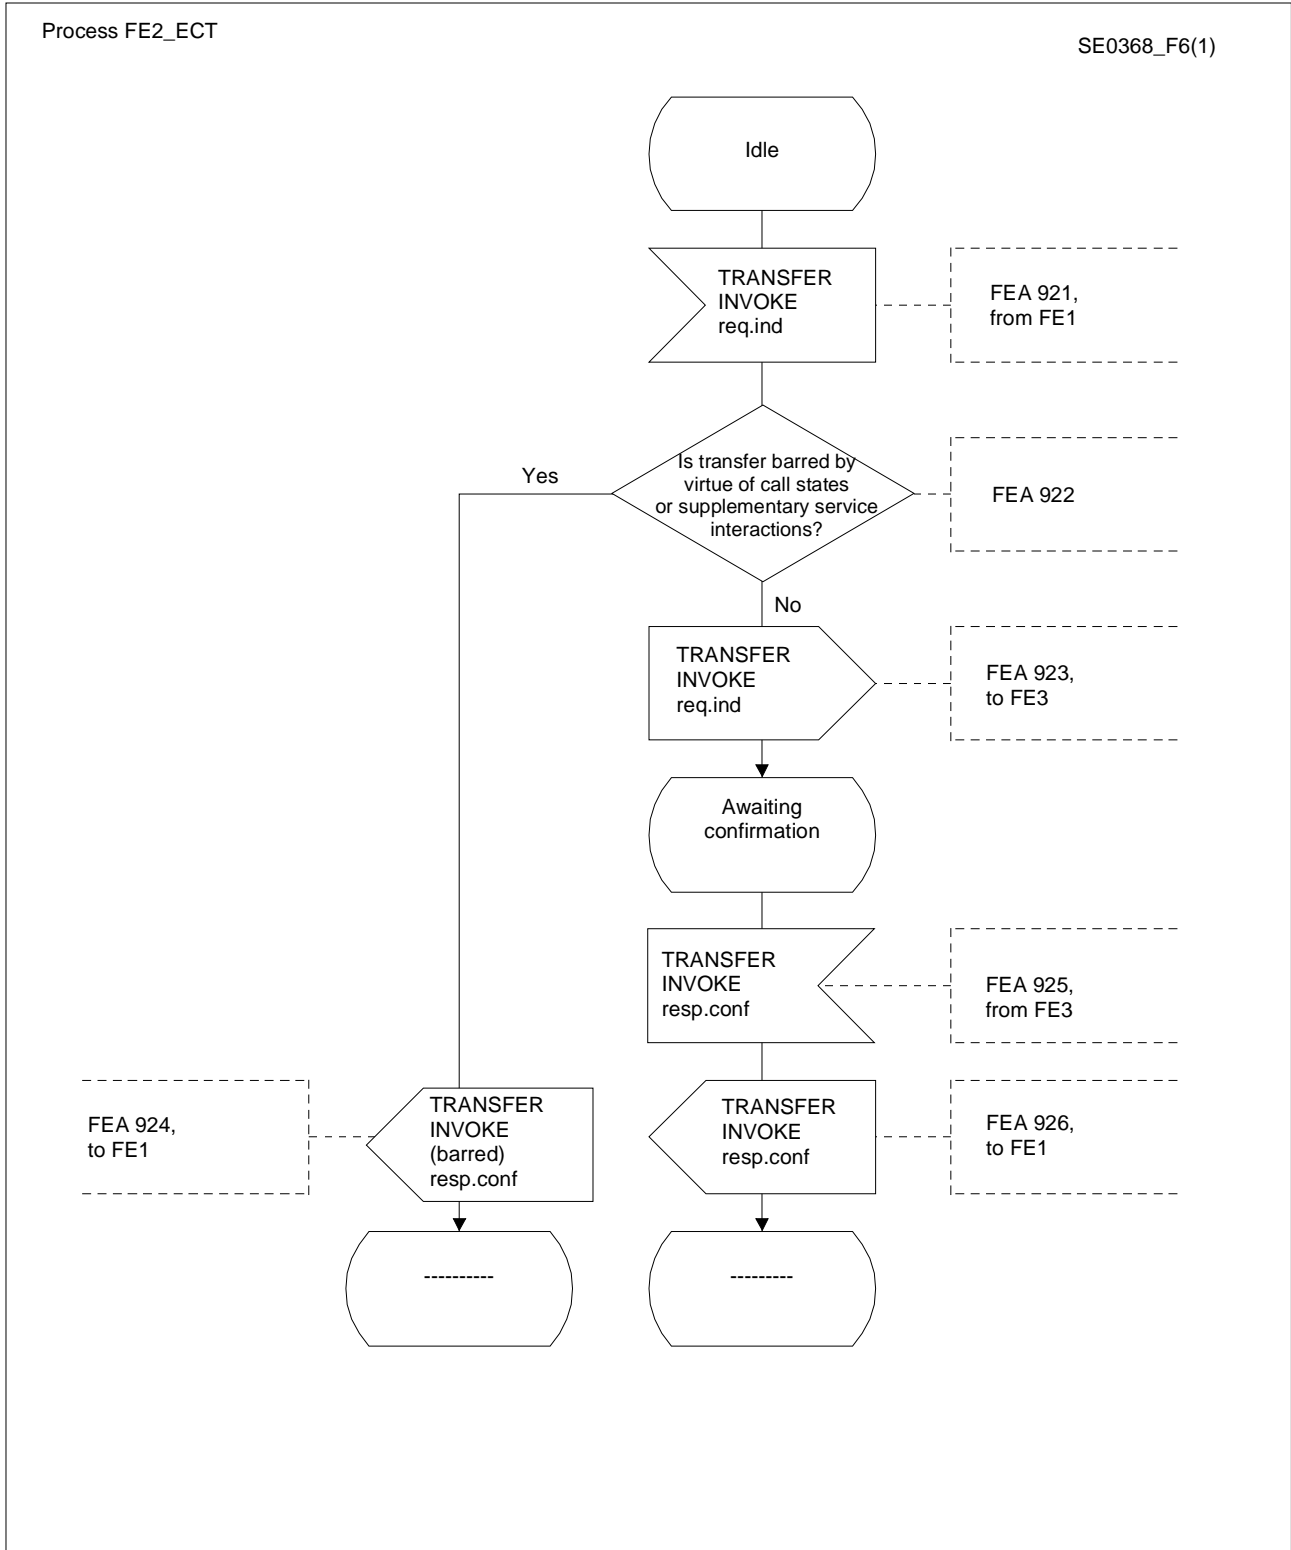 Process FE2_ECT
SE0368_F6(1)
Idle
TRANSFER
INVOKE
req.ind
FEA 921,
from FE1
Is transfer barred by
virtue of call states
or supplementary service
interactions?
Yes
FEA 922
No
TRANSFER
INVOKE
req.ind
FEA 923,
to FE3
Awaiting
confirmation
TRANSFER
INVOKE
resp.conf
FEA 925,
from FE3
FEA 924,
to FE1
TRANSFER
INVOKE
(barred)
resp.conf
TRANSFER
INVOKE
resp.conf
FEA 926,
to FE1
----------
---------